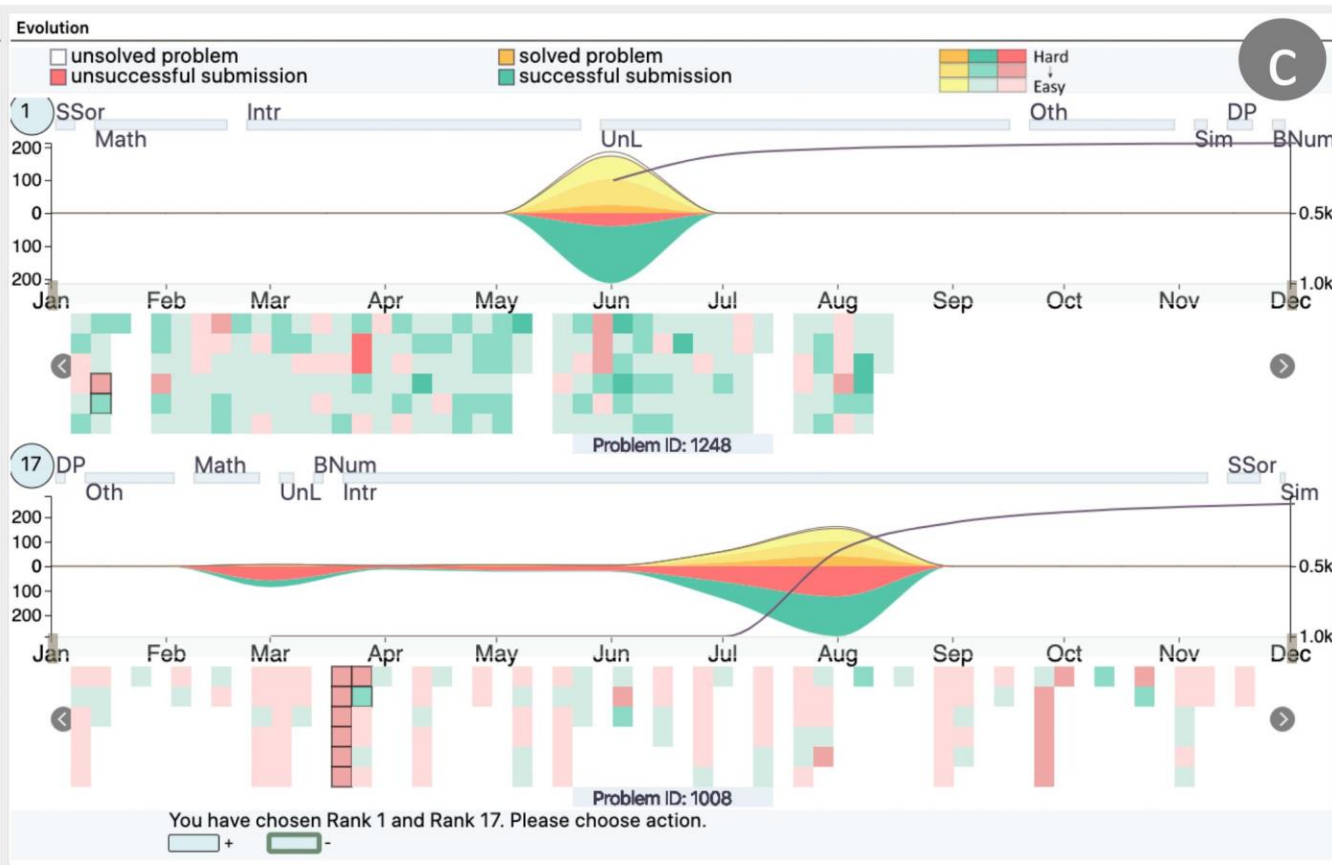 Evolution
unsolved problem
solved problem
Hard
↓
unsuccessful submission
successful submission
Easy
C
1
SSor
Intr
Oth
DP
Math
UnL
Sim
BNum
200
100
0
0.5k
100
200
1.0k
Jan Feb Mar Apr May Jun Jul Aug Sep Oct Nov Dec
Problem ID: 1248
17
DP
Math
BNum
SSor
Oth
UnL
Intr
Sim
200
100
0
0.5k
100
200
1.0k
Jan Feb Mar Apr May Jun Jul Aug Sep Oct Nov Dec
Problem ID: 1008
You have chosen Rank 1 and Rank 17. Please choose action.
+ -